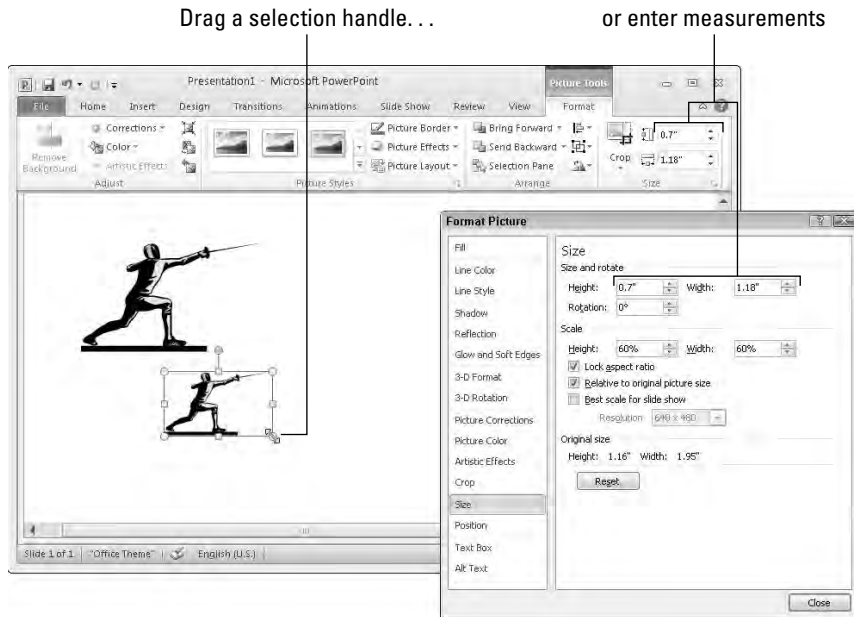 Drag a selection handle. . .
or enter measurements
Presentation1 - Microsoft PowerPoint
Picture Tools
File Home Insert Design Transitions Animations Slide Show Review View Format
Remove Background
Corrections
Color
Artistic Effects
Adjust
Picture Styles
Picture Border
Picture Effects
Picture Layout
Bring Forward
Send Backward
Selection Pane
Arrange
Crop
0.7"
1.18"
Size
Format Picture
Fill
Line Color
Line Style
Shadow
Reflection
Glow and Soft Edges
3-D Format
3-D Rotation
Picture Corrections
Picture Color
Artistic Effects
Crop
Size
Position
Text Box
Alt Text
Size
Size and rotate
Height: 0.7" Width: 1.18"
Rotation: 0°
Scale
Height: 60% Width: 60%
Lock aspect ratio
Relative to original picture size
Best scale for slide show
Resolution 640 x 480
Original size
Height: 1.16" Width: 1.95"
Reset
Close
Slide 1 of 1 "Office Theme" English (U.S.)